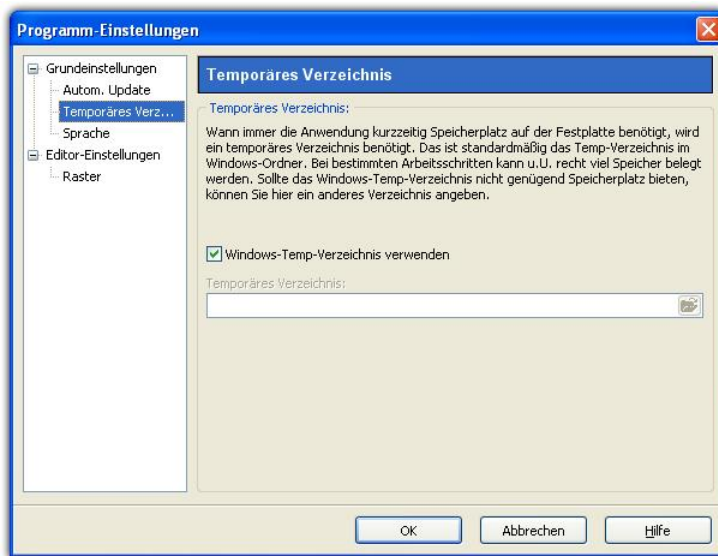 Programm-Einstellungen
Grundeinstellungen
Autom. Update
Temporäres Verz...
Sprache
Editor-Einstellungen
Raster
Temporäres Verzeichnis
Temporäres Verzeichnis:
Wann immer die Anwendung kurzzeitig Speicherplatz auf der Festplatte benötigt, wird
ein temporäres Verzeichnis benötigt. Das ist standardmäßig das Temp-Verzeichnis im
Windows-Ordner. Bei bestimmten Arbeitsschritten kann u.U. recht viel Speicher belegt
werden. Sollte das Windows-Temp-Verzeichnis nicht genügend Speicherplatz bieten,
können Sie hier ein anderes Verzeichnis angeben.
Windows-Temp-Verzeichnis verwenden
Temporäres Verzeichnis:
OK
Abbrechen
Hilfe